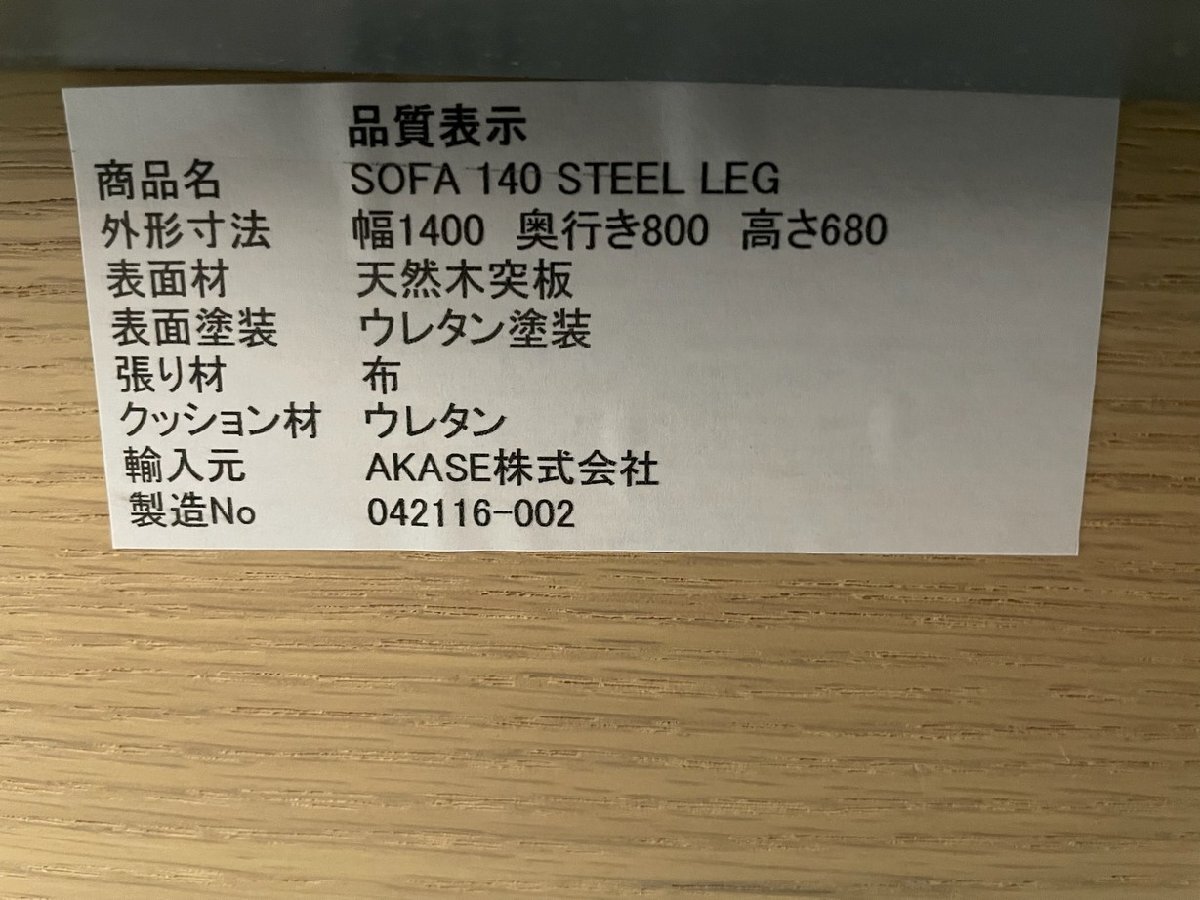 品質表示
商品名 SOFA 140 STEEL LEG
外形寸法 幅1400 奥行き800 高さ680
表面材 天然木突板
表面塗装 ウレタン塗装
張り材 布
クッション材 ウレタン
輸入元 AKASE株式会社
製造No 042116-002